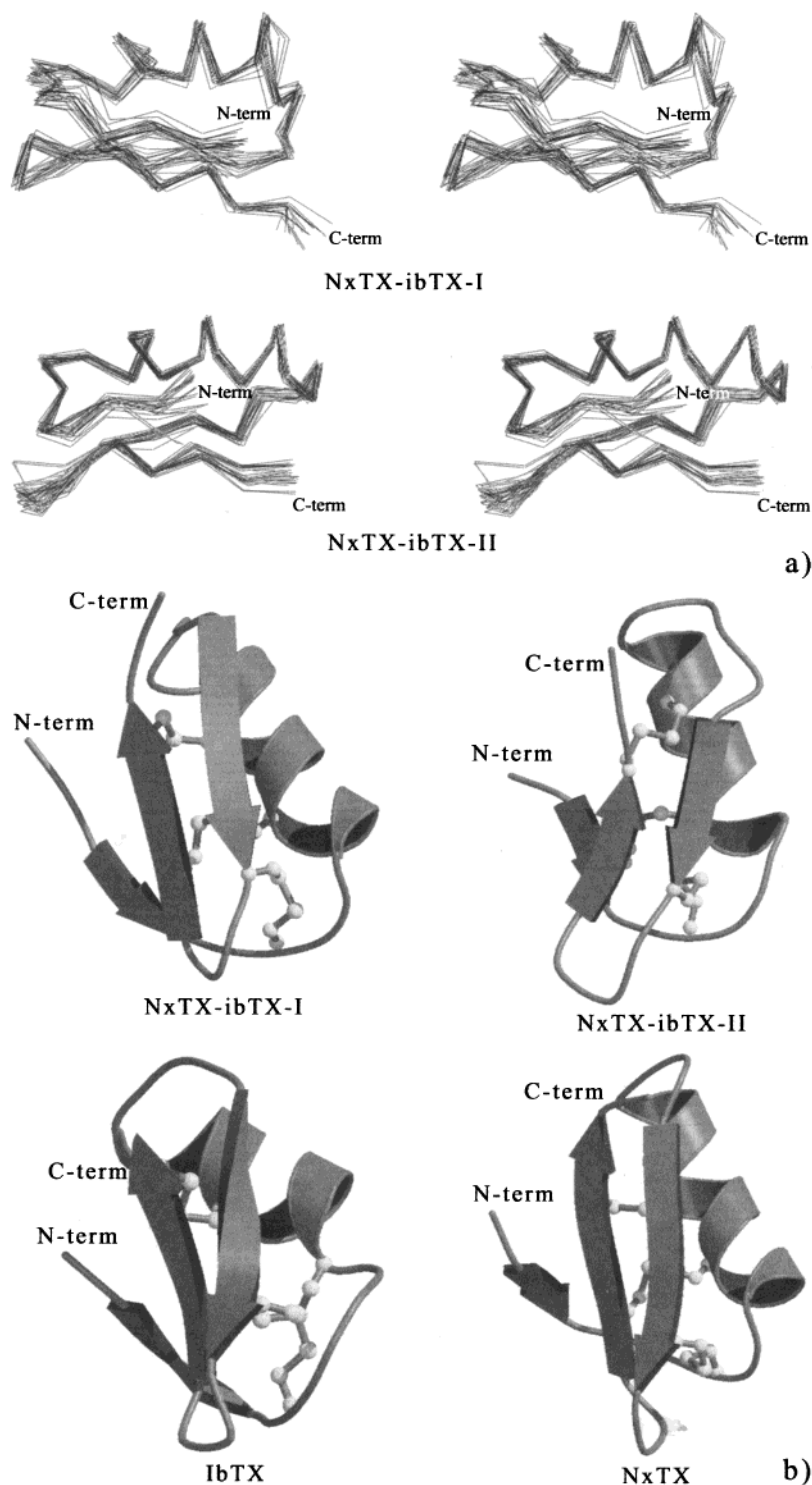 N-term N-term
C-term C-term
NxTX-ibTX-I
N-term N-term
C-term C-term
NxTX-ibTX-II
a)
C-term
C-term
N-term
N-term
NxTX-ibTX-I
NxTX-ibTX-II
C-term
C-term
N-term
N-term
IbTX
NxTX
b)